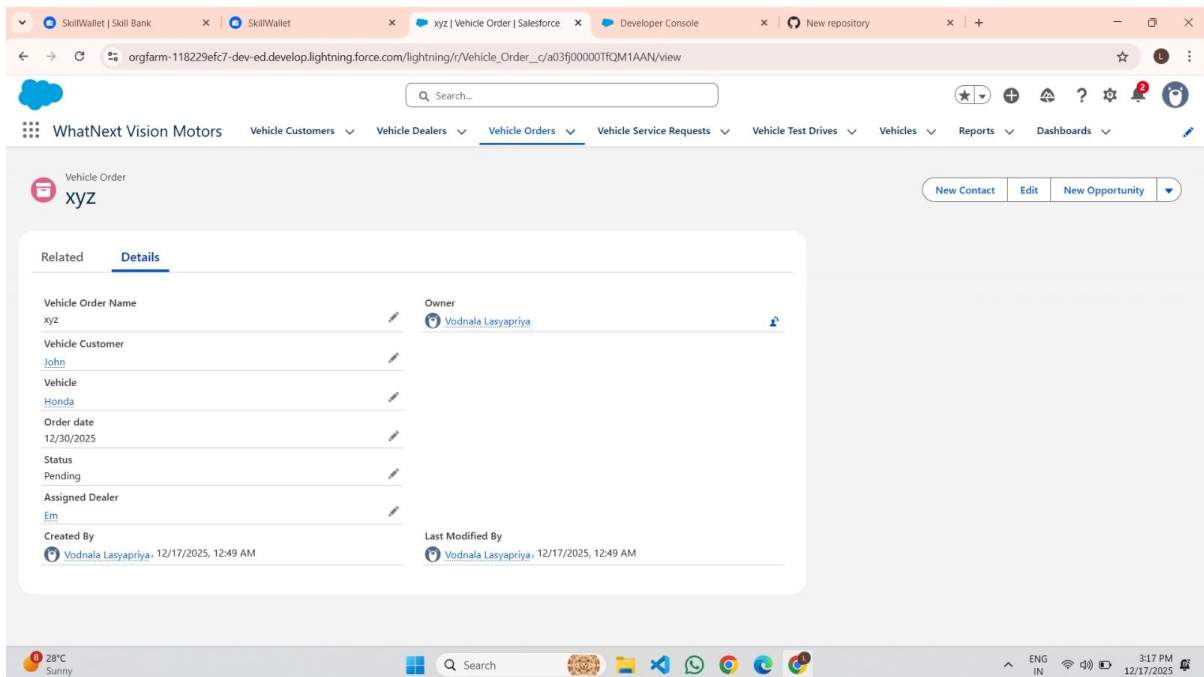 SkillWallet | Skill Bank
SkillWallet
xyz | Vehicle Order | Salesforce
Developer Console
New repository
orgfarm-118229efc7-dev-ed.develop.lightning.force.com/lightning/r/Vehicle_Order__c/a03fj00000TfQM1AAN/view
L
Search...
2
WhatNext Vision Motors Vehicle Customers Vehicle Dealers Vehicle Orders Vehicle Service Requests Vehicle Test Drives Vehicles Reports Dashboards
Vehicle Order
xyz
New Contact Edit New Opportunity
Related Details
Vehicle Order Name
xyz
Owner
Vodnala Lasyapriya
Vehicle Customer
John
Vehicle
Honda
Order date
12/30/2025
Status
Pending
Assigned Dealer
Em
Created By
Vodnala Lasyapriya, 12/17/2025, 12:49 AM
Last Modified By
Vodnala Lasyapriya, 12/17/2025, 12:49 AM
8
28°C
Sunny
Search
L
ENG
IN
3:17 PM
12/17/2025